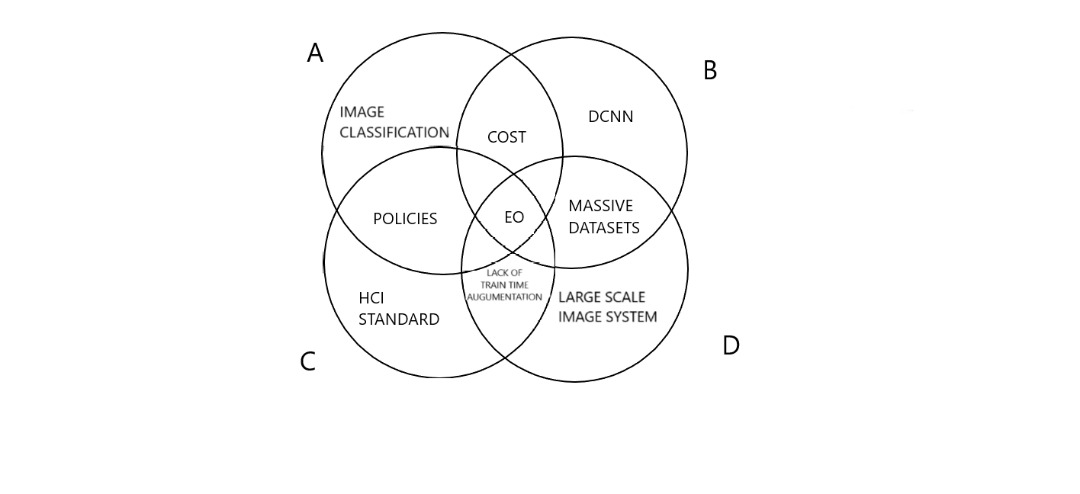 A
B
IMAGE
CLASSIFICATION
COST
DCNN
POLICIES
EO
MASSIVE
DATASETS
LACK OF
TRAIN TIME
AUGUMENTATION
HCI
STANDARD
LARGE SCALE
IMAGE SYSTEM
C
D